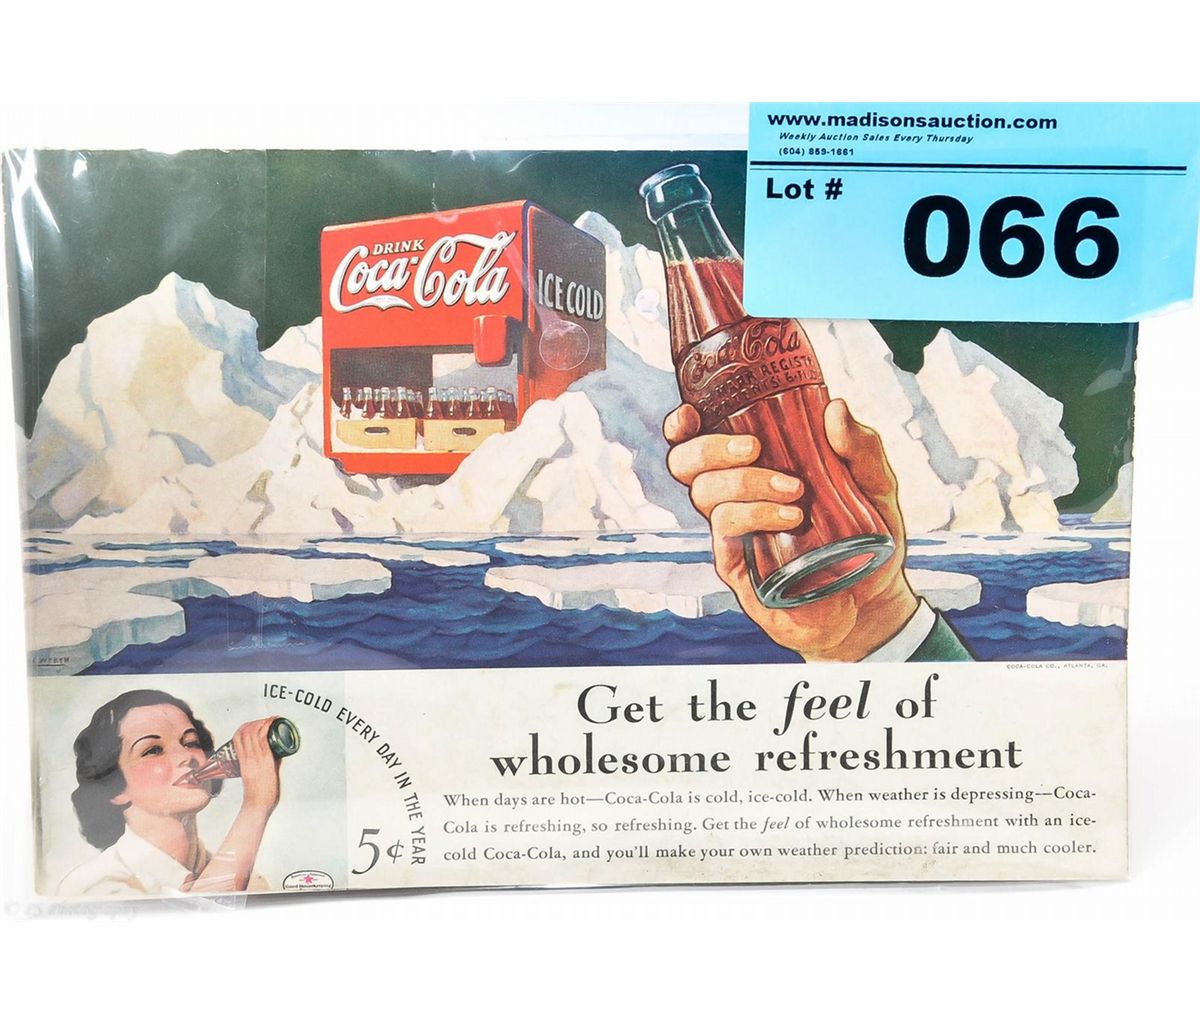 www.madisonsauction.com
Weekly Auction Sales Every Thursday
(604) 859-1661
Lot #
066
DRINK
Coca-Cola
ICE COLD
Coca-Cola
COCA-COLA CO., ATLANTA, GA.
ICE-COLD EVERY DAY IN THE YEAR
5¢
Get the feel of
wholesome refreshment
When days are hot—Coca-Cola is cold, ice-cold. When weather is depressing—Coca-
Cola is refreshing, so refreshing. Get the feel of wholesome refreshment with an ice-
cold Coca-Cola, and you'll make your own weather prediction: fair and much cooler.
Good Housekeeping